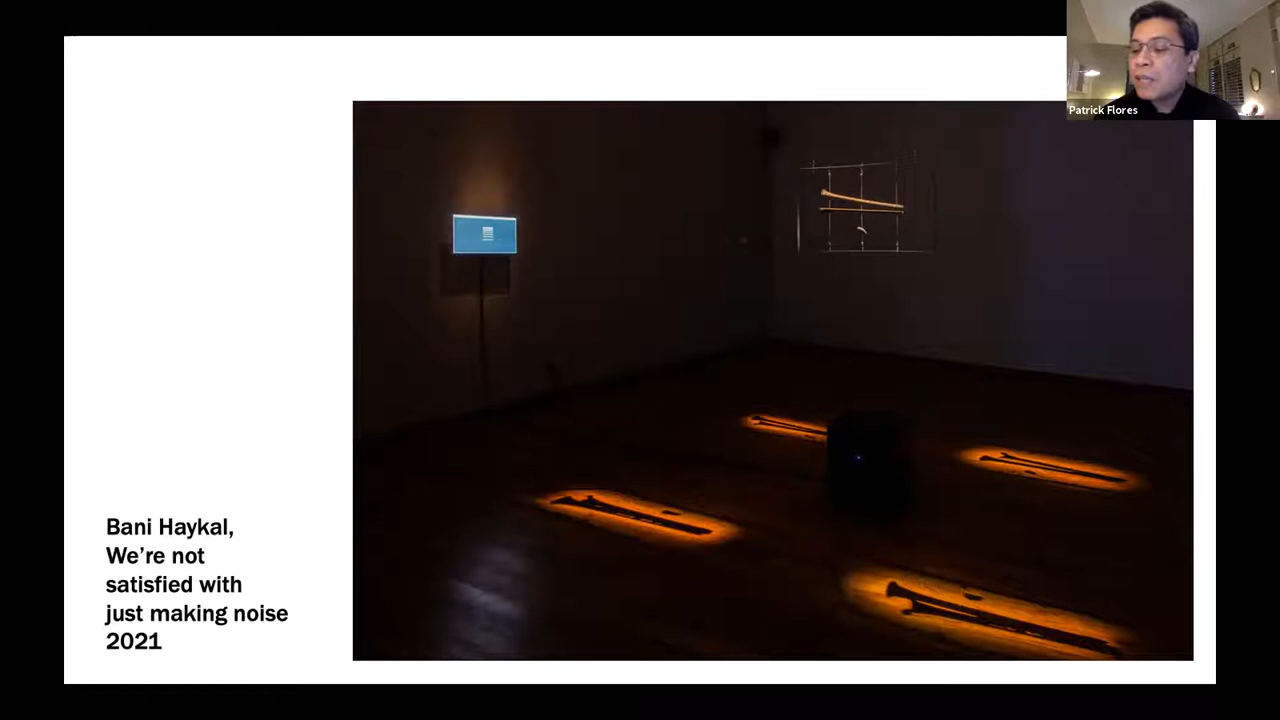 Patrick Flores
Bani Haykal,
We’re not
satisfied with
just making noise
2021